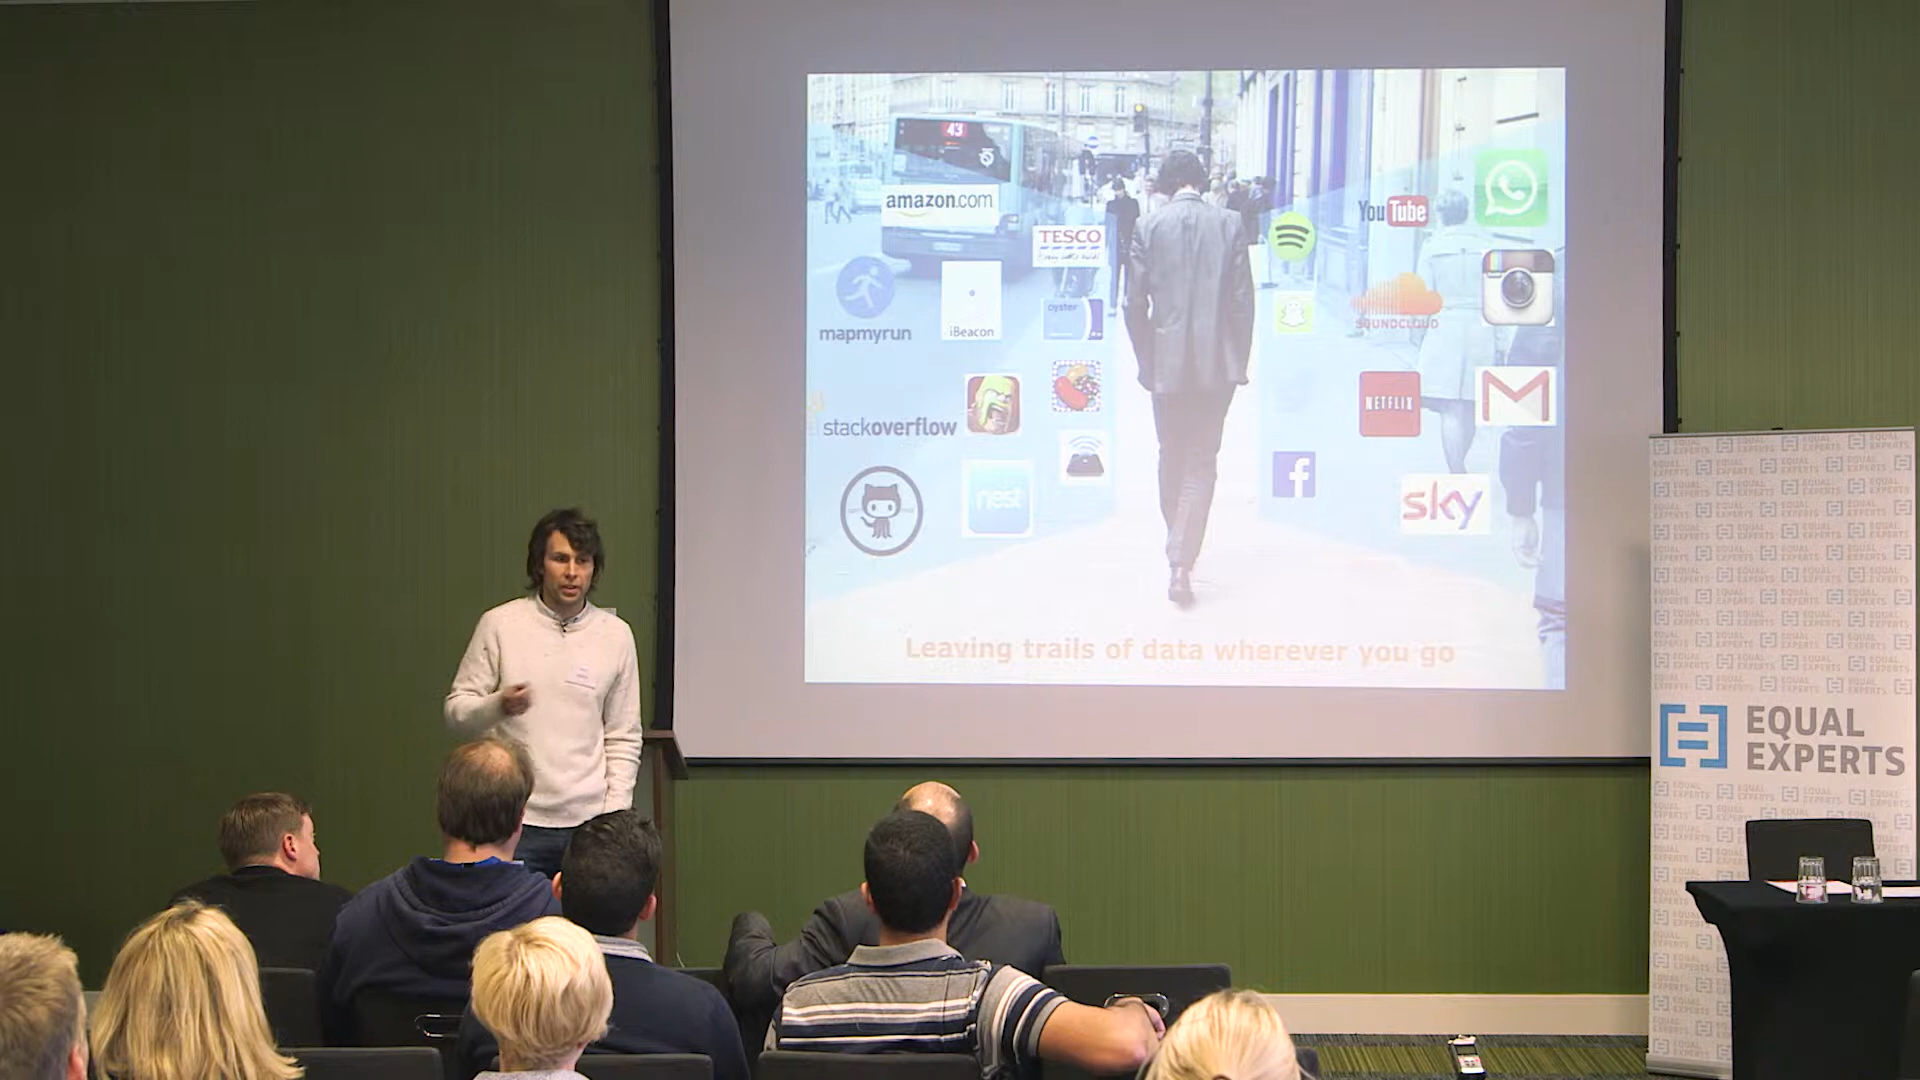 43
amazon.com
TESCO
YouTube
mapmyrun
iBeacon
oyster
SOUNDCLOUD
NETFLIX
stackoverflow
nest
sky
Leaving trails of data wherever you go
EQUAL
EXPERTS